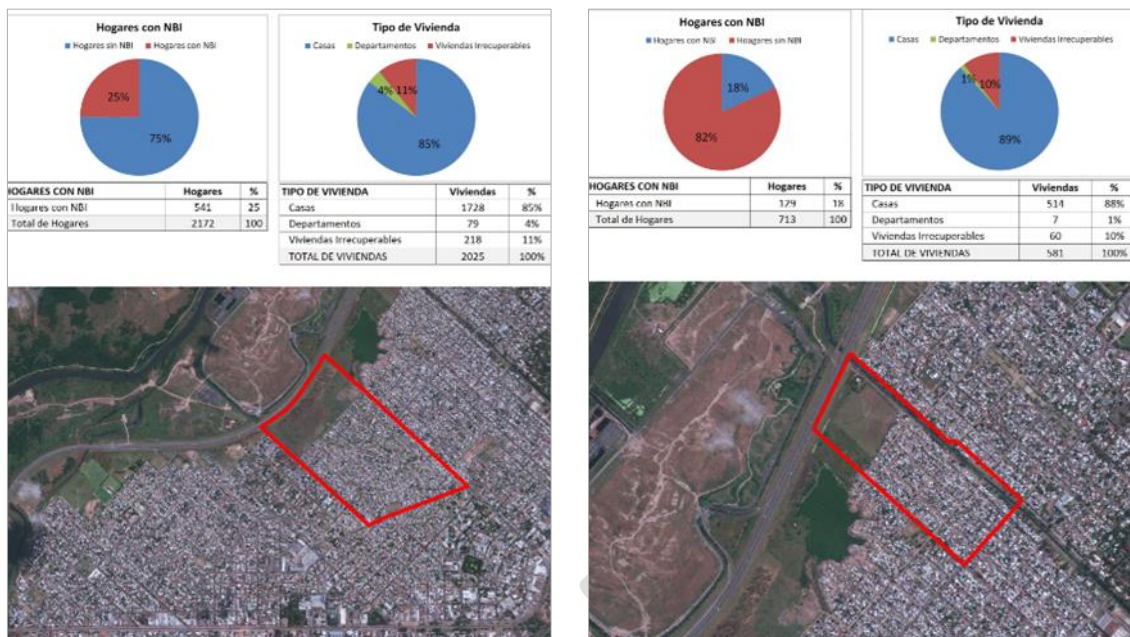 Hogares con NBI
Hogares sin NBI Hogares con NBI
25%
75%
Tipo de Vivienda
Casas Departamentos Viviendas Irrecuperables
4% 11%
85%
HOGARES CON NBI Hogares %
Hogares con NBI 541 25
Total de Hogares 2172 100
TIPO DE VIVIENDA Viviendas %
Casas 1728 85%
Departamentos 79 4%
Viviendas Irrecuperables 218 11%
TOTAL DE VIVIENDAS 2025 100%
Hogares con NBI
Hogares con NBI Hoagares sin NBI
18%
82%
Tipo de Vivienda
Casas Departamentos Viviendas Irrecuperables
1% 10%
89%
HOGARES CON NBI Hogares %
Hogares con NBI 129 18
Total de Hogares 713 100
TIPO DE VIVIENDA Viviendas %
Casas 514 88%
Departamentos 7 1%
Viviendas Irrecuperables 60 10%
TOTAL DE VIVIENDAS 581 100%